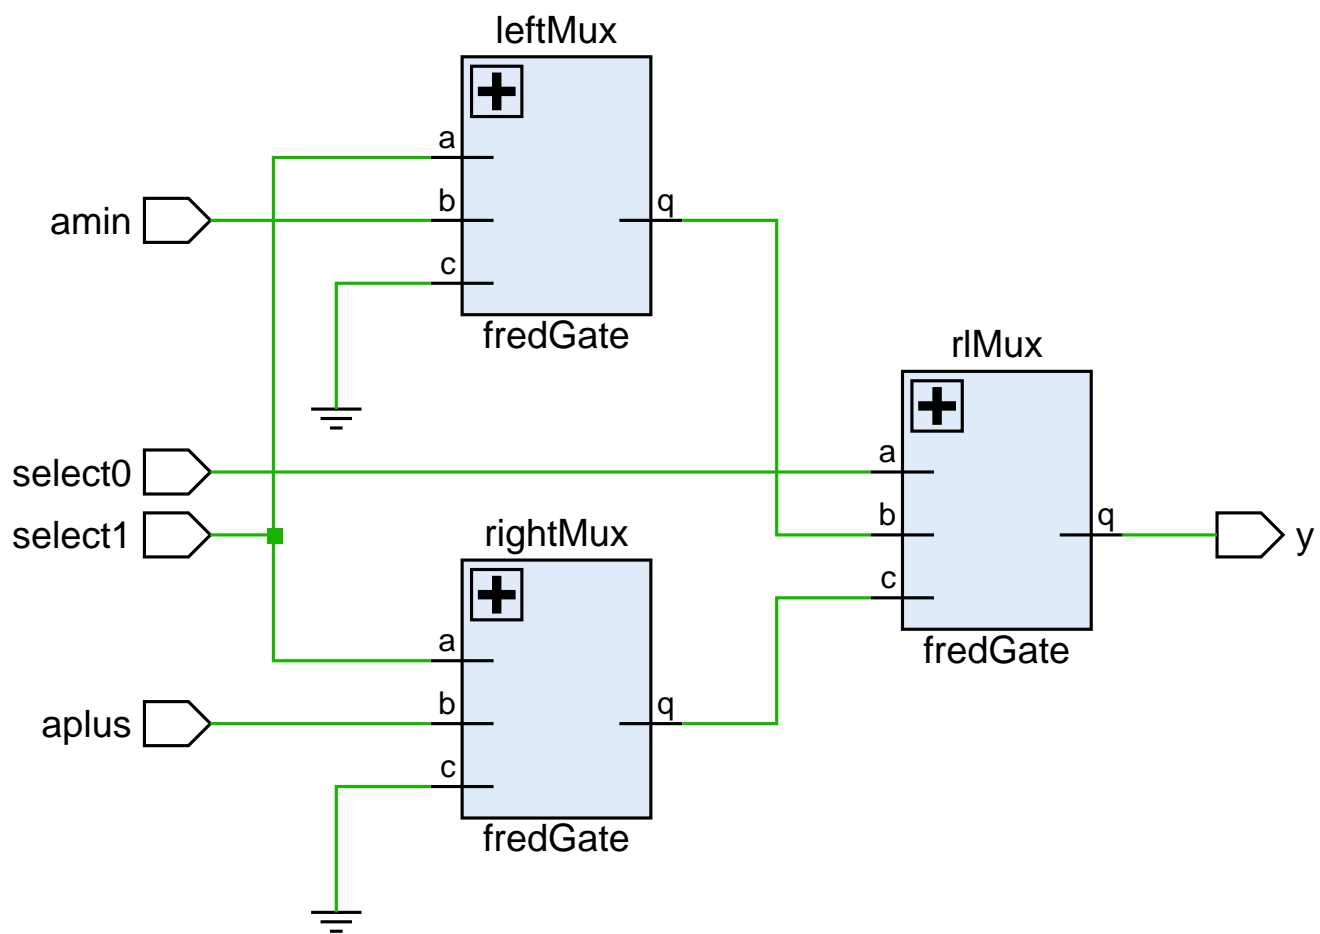 leftMux
a
amin
b
q
c
fredGate
rlMux
select0
a
select1
rightMux
b
q
y
c
a
fredGate
aplus
b
q
c
fredGate